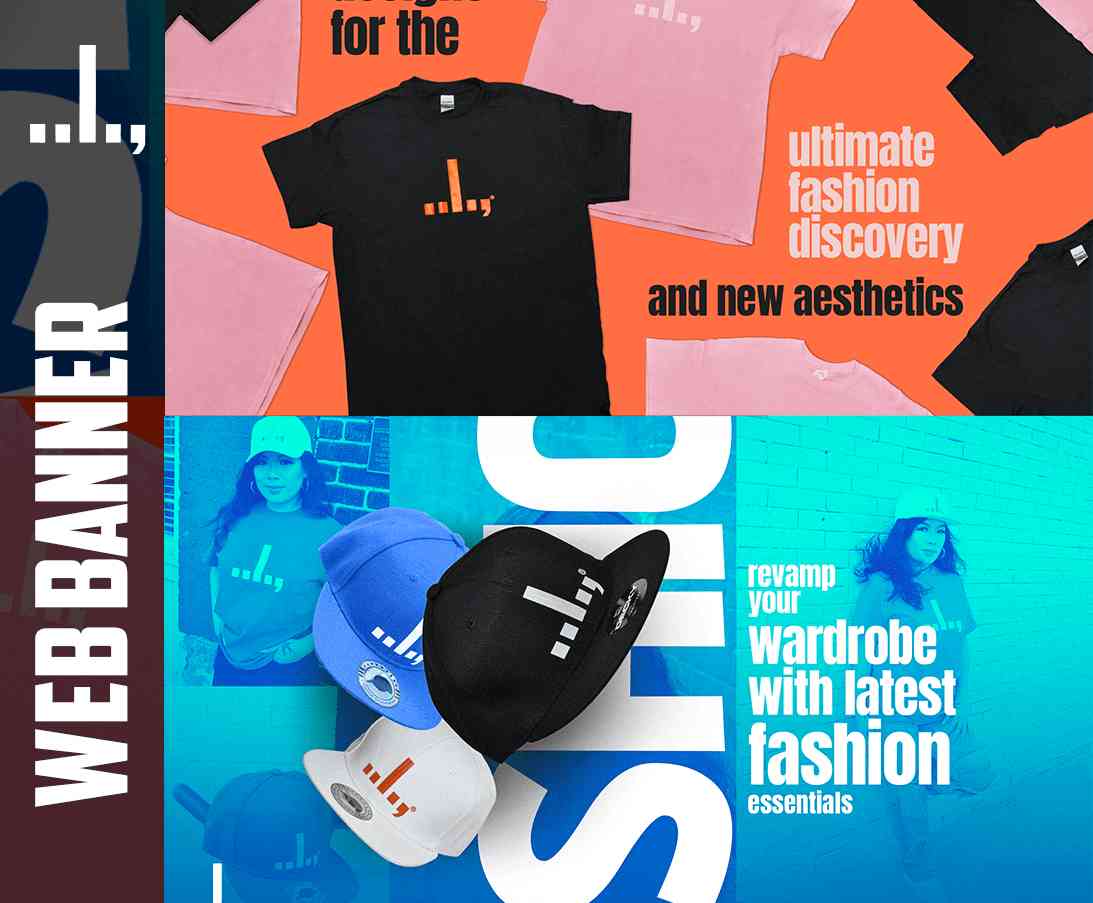 WEB BANNER
for the
ultimate
fashion
discovery
and new aesthetics
revamp
your
wardrobe
with latest
fashion
essentials